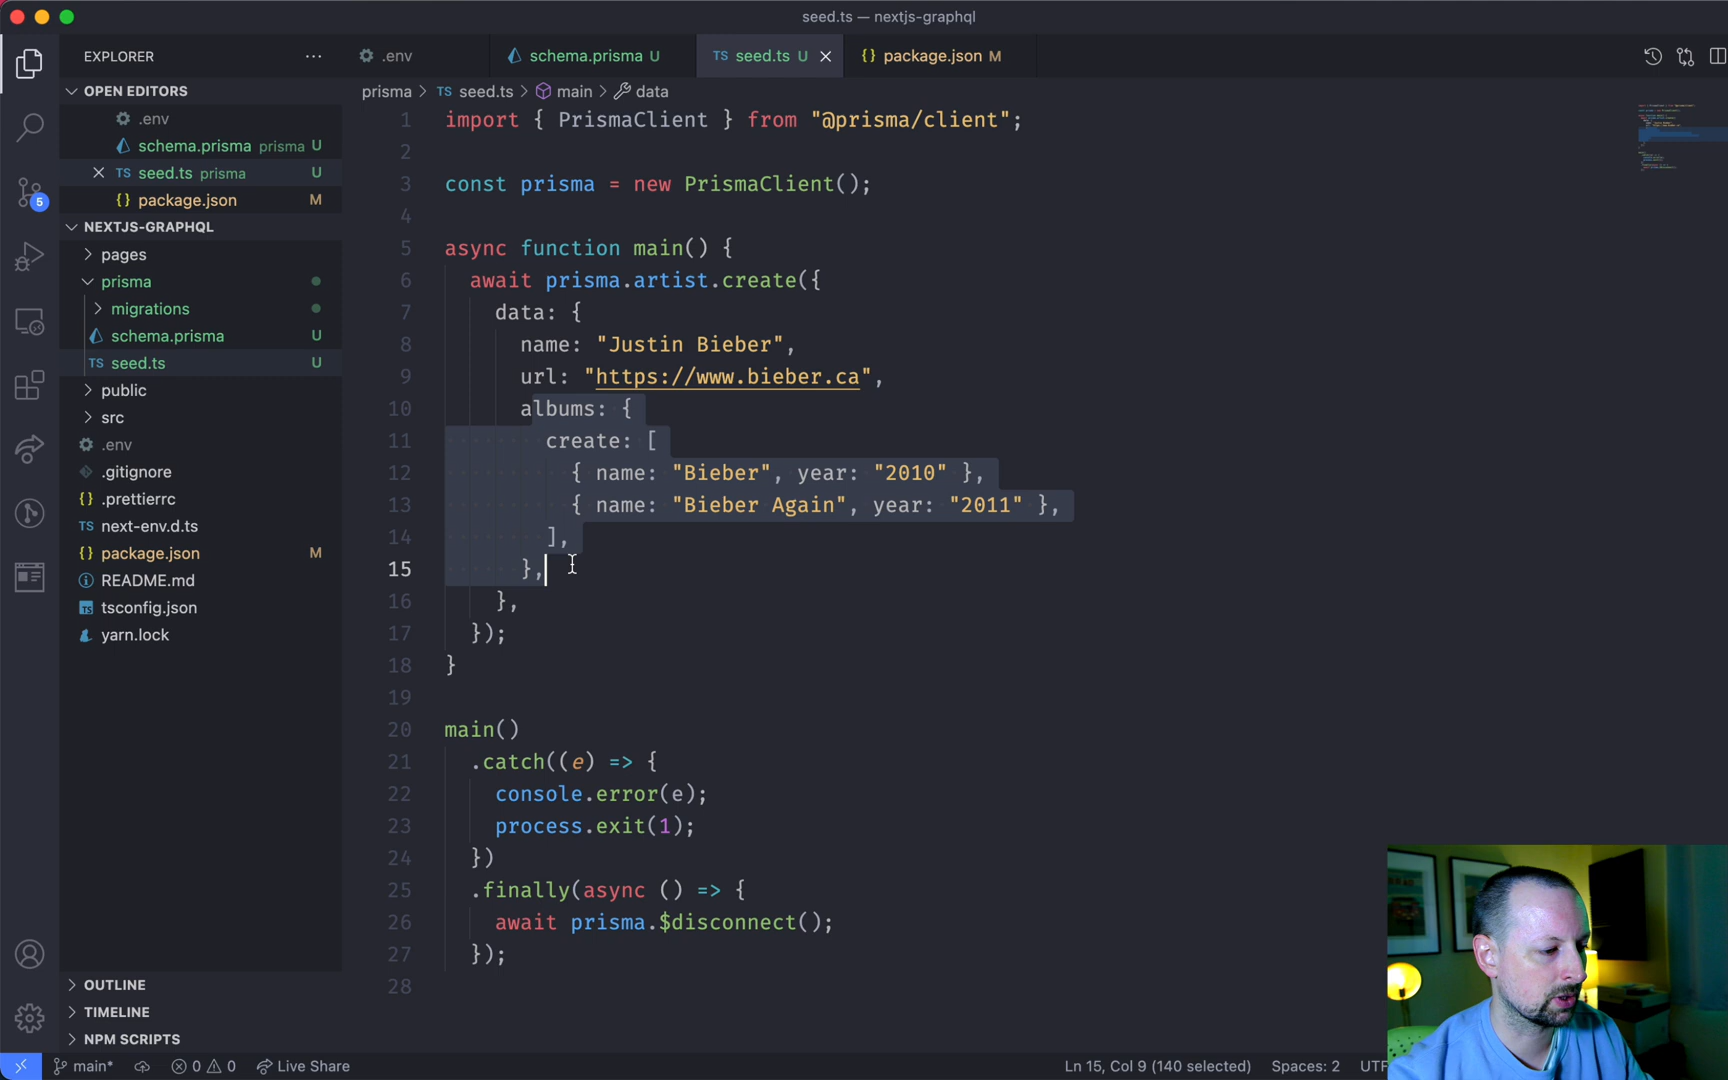 seed.ts — nextjs-graphql
EXPLORER
.env
schema.prisma U
TS seed.ts U
{} package.json M
OPEN EDITORS
.env
schema.prisma prisma U
TS seed.ts prisma U
{} package.json M
NEXTJS-GRAPHQL
pages
prisma
migrations
schema.prisma U
TS seed.ts U
public
src
.env
.gitignore
{} .prettierrc
TS next-env.d.ts
{} package.json M
README.md
TS tsconfig.json
yarn.lock
OUTLINE
TIMELINE
NPM SCRIPTS
5
prisma > TS seed.ts > main > data
1 import { PrismaClient } from "@prisma/client";
2
3 const prisma = new PrismaClient();
4
5 async function main() {
6 await prisma.artist.create({
7 data: {
8 name: "Justin Bieber",
9 url: "https://www.bieber.ca",
10 albums: {
11 create: [
12 { name: "Bieber", year: "2010" },
13 { name: "Bieber Again", year: "2011" },
14 ],
15 },
16 },
17 });
18 }
19
20 main()
21 .catch((e) => {
22 console.error(e);
23 process.exit(1);
24 })
25 .finally(async () => {
26 await prisma.$disconnect();
27 });
28
main* 0 0 Live Share Ln 15, Col 9 (140 selected) Spaces: 2 UTF